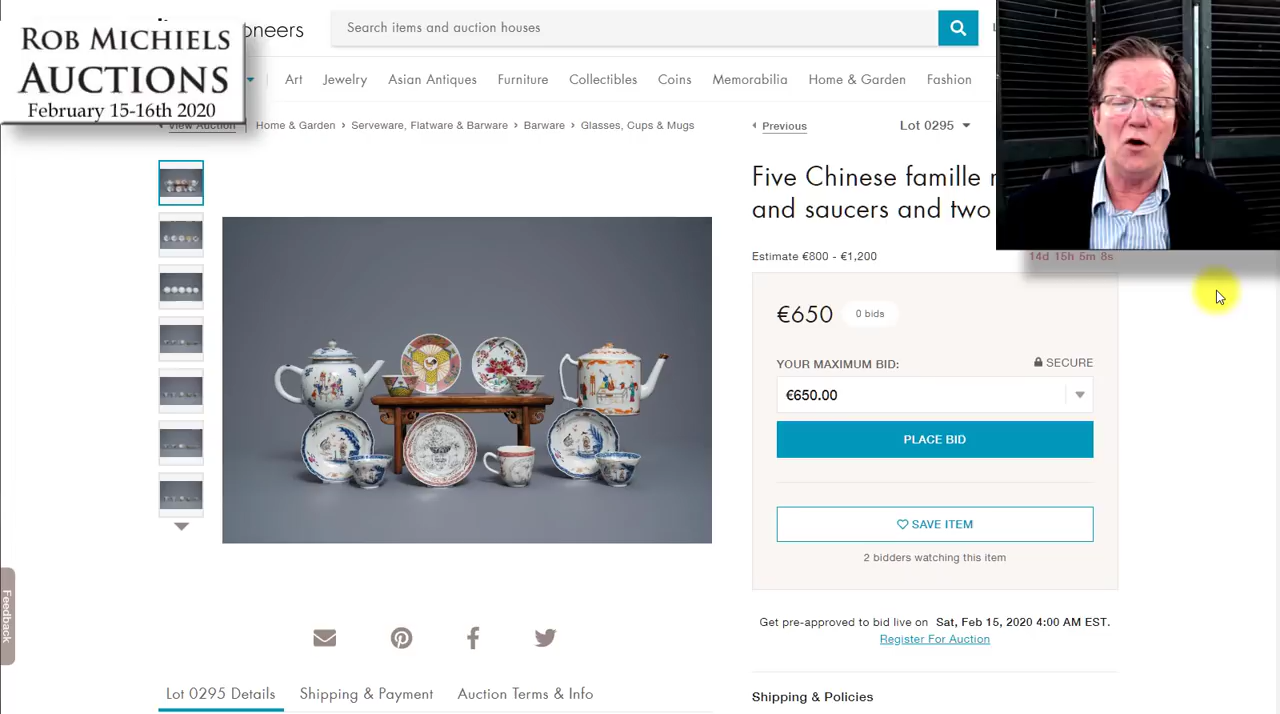 ROB MICHIELS
AUCTIONS
February 15-16th 2020
oneers
Search items and auction houses
Art Jewelry Asian Antiques Furniture Collectibles Coins Memorabilia Home & Garden Fashion
View Auction Home & Garden › Serveware, Flatware & Barware › Barware › Glasses, Cups & Mugs
Previous
Lot 0295
Five Chinese famille
and saucers and two
Estimate €800 - €1,200
14d 15h 5m 8s
€650
0 bids
YOUR MAXIMUM BID:
SECURE
€650.00
PLACE BID
SAVE ITEM
2 bidders watching this item
Get pre-approved to bid live on Sat, Feb 15, 2020 4:00 AM EST.
Register For Auction
Feedback
Lot 0295 Details Shipping & Payment Auction Terms & Info
Shipping & Policies